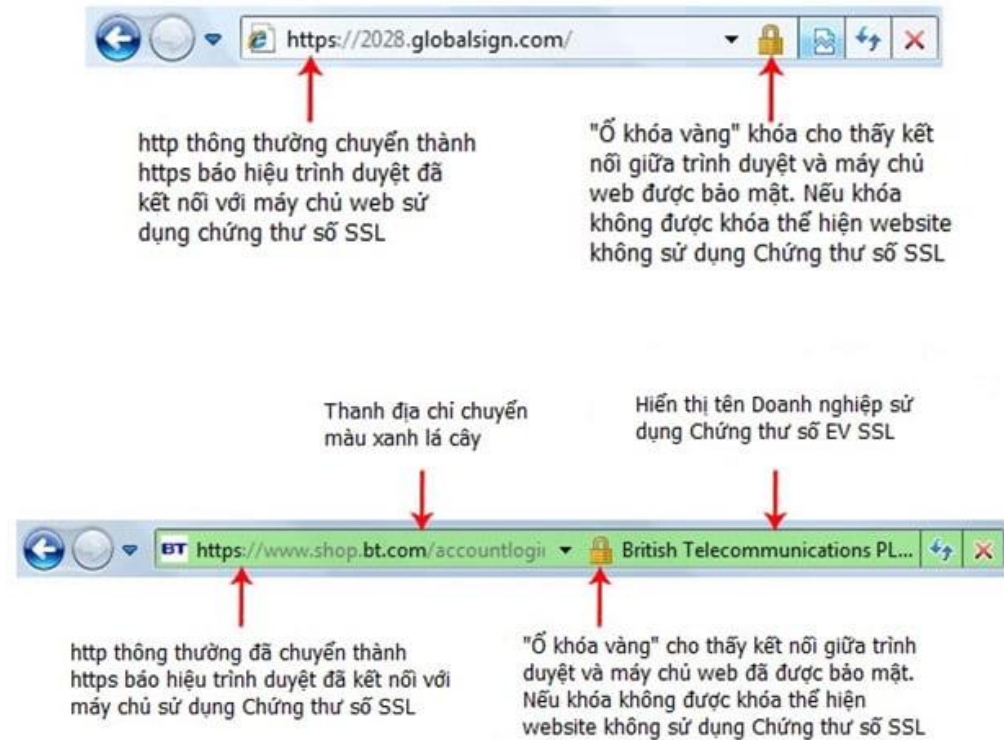 https://2028.globalsign.com/
http thông thường chuyển thành
https báo hiệu trình duyệt đã
kết nối với máy chủ web sử
dụng chứng thư số SSL
"Ổ khóa vàng" khóa cho thấy kết
nối giữa trình duyệt và máy chủ
web được bảo mật. Nếu khóa
không được khóa thể hiện website
không sử dụng Chứng thư số SSL
Thanh địa chỉ chuyển
màu xanh lá cây
Hiển thị tên Doanh nghiệp sử
dụng Chứng thư số EV SSL
BT https://www.shop.bt.com/accountlogin British Telecommunications PL...
http thông thường đã chuyển thành
https báo hiệu trình duyệt đã kết nối với
máy chủ sử dụng Chứng thư số SSL
"Ổ khóa vàng" cho thấy kết nối giữa trình
duyệt và máy chủ web đã được bảo mật.
Nếu khóa không được khóa thể hiện
website không sử dụng Chứng thư số SSL